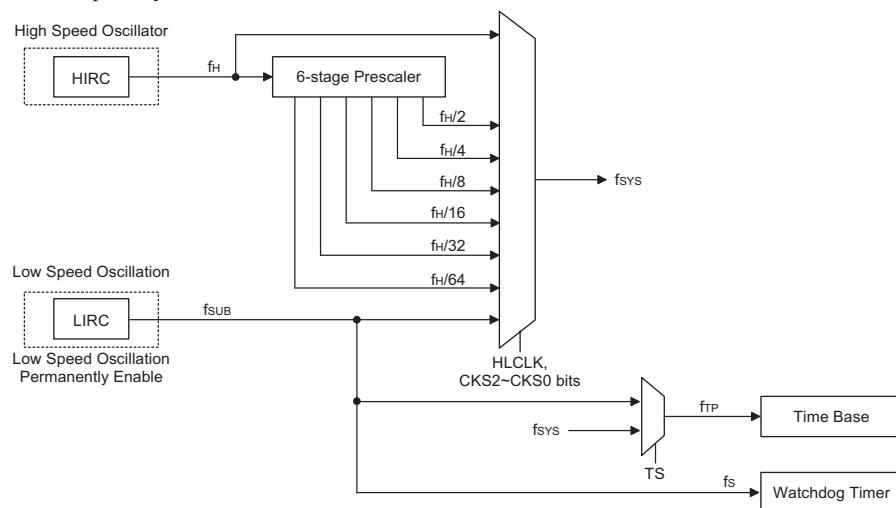 High Speed Oscillator
HIRC
fH
6-stage Prescaler
fH/2
fH/4
fH/8
fH/16
fH/32
fH/64
fSYS
Low Speed Oscillation
LIRC
fSUB
Low Speed Oscillation
Permanently Enable
HLCLK,
CKS2~CKS0 bits
fSYS
TS
fTP
Time Base
fS
Watchdog Timer